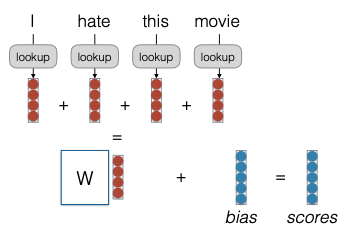 I hate this movie
lookup lookup lookup lookup
+ + +
=
W + =
bias scores